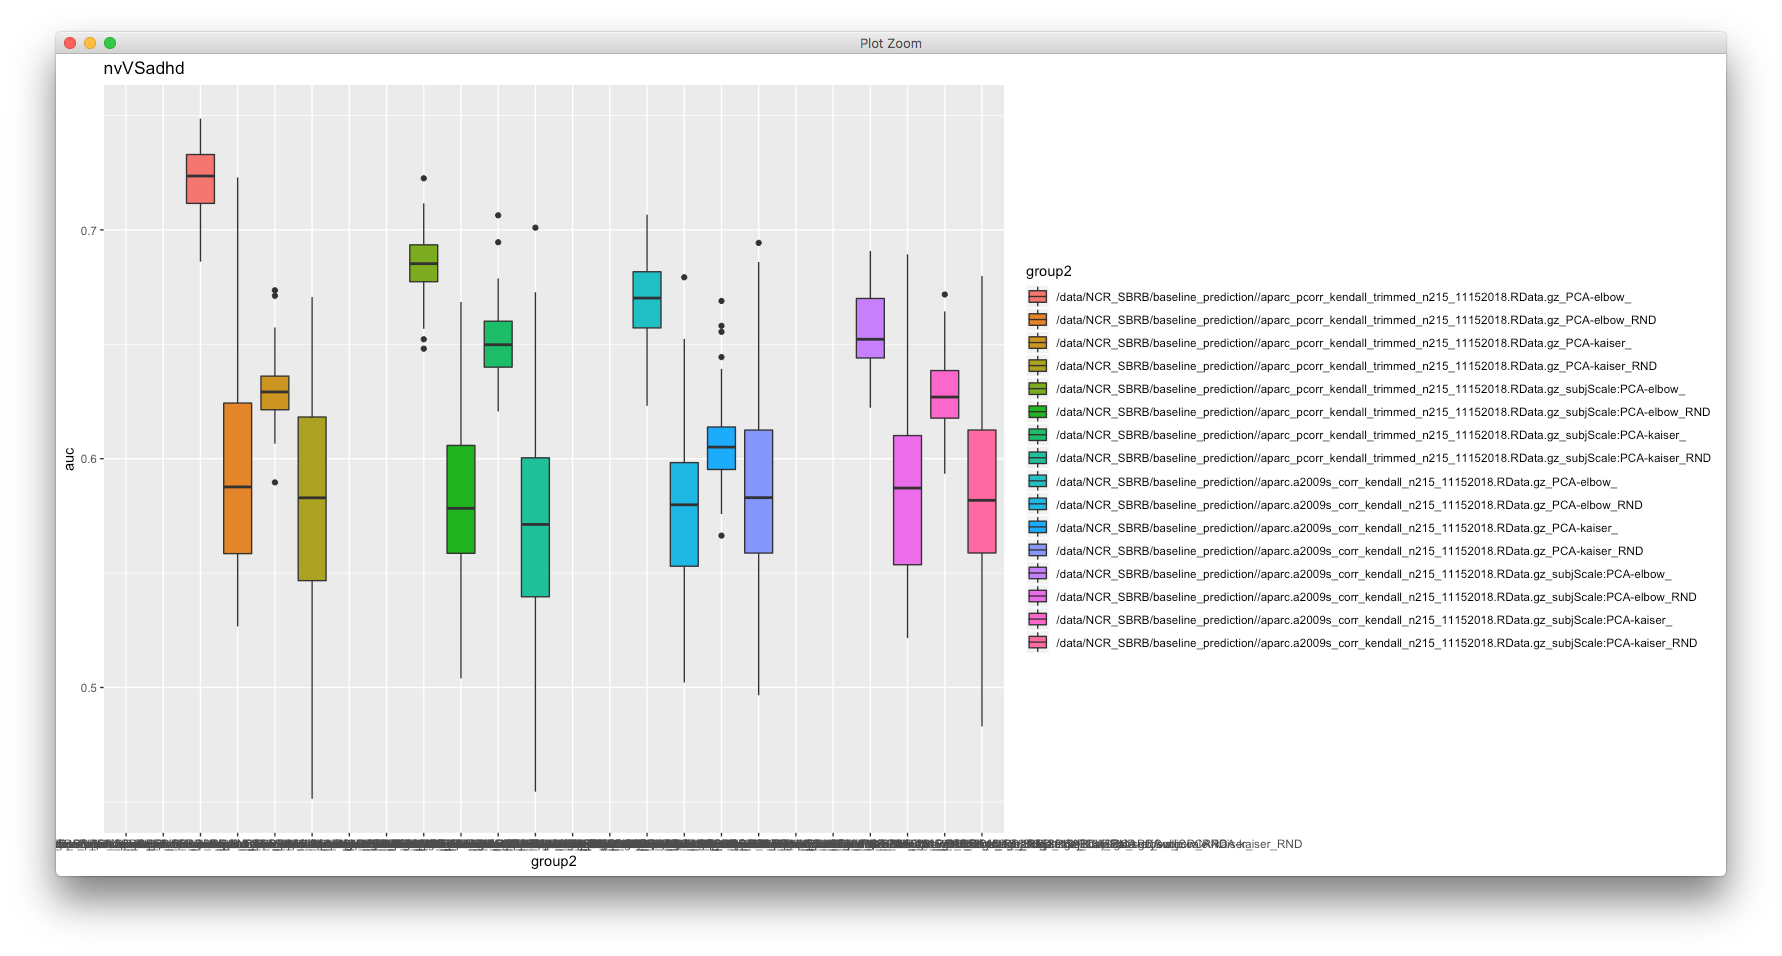 Plot Zoom
nvVSadhd
0.7
0.6
0.5
auc
group2
group2
/data/NCR_SBRB/baseline_prediction//aparc_pcorr_kendall_trimmed_n215_11152018.RData.gz_PCA-elbow_
/data/NCR_SBRB/baseline_prediction//aparc_pcorr_kendall_trimmed_n215_11152018.RData.gz_PCA-elbow_RND
/data/NCR_SBRB/baseline_prediction//aparc_pcorr_kendall_trimmed_n215_11152018.RData.gz_PCA-kaiser_
/data/NCR_SBRB/baseline_prediction//aparc_pcorr_kendall_trimmed_n215_11152018.RData.gz_PCA-kaiser_RND
/data/NCR_SBRB/baseline_prediction//aparc_pcorr_kendall_trimmed_n215_11152018.RData.gz_subjScale:PCA-elbow_
/data/NCR_SBRB/baseline_prediction//aparc_pcorr_kendall_trimmed_n215_11152018.RData.gz_subjScale:PCA-elbow_RND
/data/NCR_SBRB/baseline_prediction//aparc_pcorr_kendall_trimmed_n215_11152018.RData.gz_subjScale:PCA-kaiser_
/data/NCR_SBRB/baseline_prediction//aparc_pcorr_kendall_trimmed_n215_11152018.RData.gz_subjScale:PCA-kaiser_RND
/data/NCR_SBRB/baseline_prediction//aparc.a2009s_corr_kendall_n215_11152018.RData.gz_PCA-elbow_
/data/NCR_SBRB/baseline_prediction//aparc.a2009s_corr_kendall_n215_11152018.RData.gz_PCA-elbow_RND
/data/NCR_SBRB/baseline_prediction//aparc.a2009s_corr_kendall_n215_11152018.RData.gz_PCA-kaiser_
/data/NCR_SBRB/baseline_prediction//aparc.a2009s_corr_kendall_n215_11152018.RData.gz_PCA-kaiser_RND
/data/NCR_SBRB/baseline_prediction//aparc.a2009s_corr_kendall_n215_11152018.RData.gz_subjScale:PCA-elbow_
/data/NCR_SBRB/baseline_prediction//aparc.a2009s_corr_kendall_n215_11152018.RData.gz_subjScale:PCA-elbow_RND
/data/NCR_SBRB/baseline_prediction//aparc.a2009s_corr_kendall_n215_11152018.RData.gz_subjScale:PCA-kaiser_
/data/NCR_SBRB/baseline_prediction//aparc.a2009s_corr_kendall_n215_11152018.RData.gz_subjScale:PCA-kaiser_RND